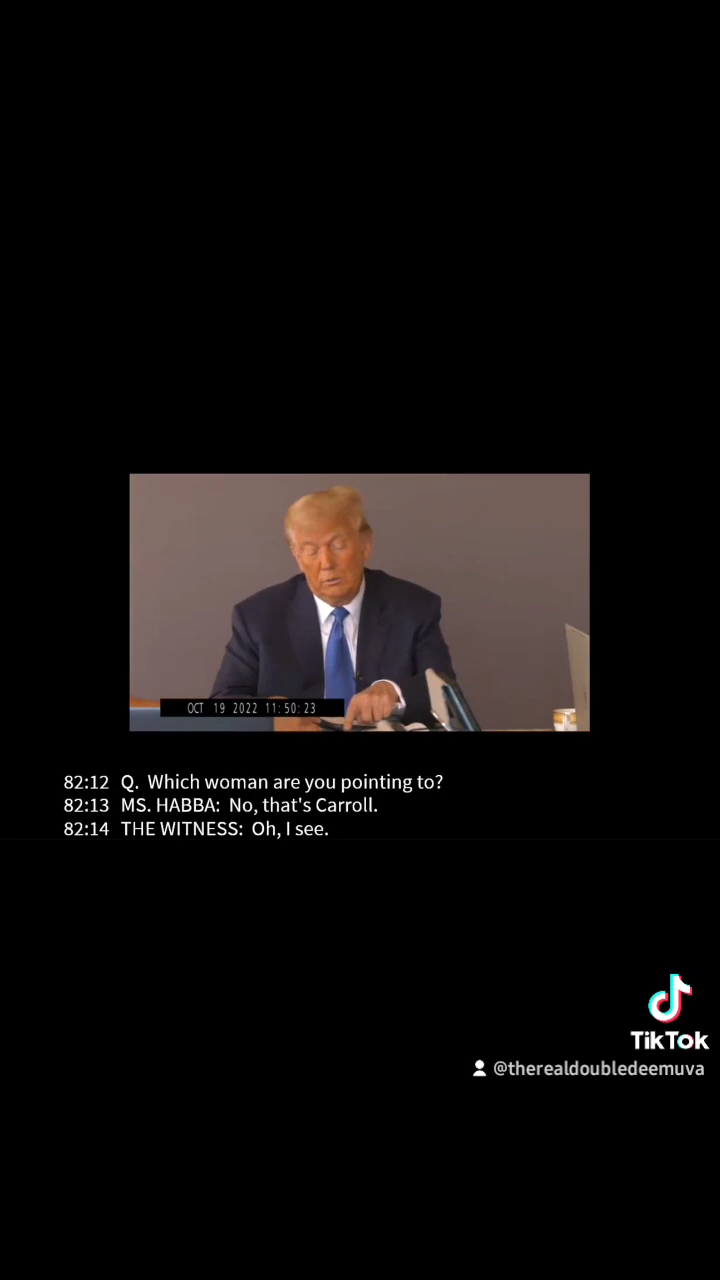 OCT 19 2022 11:50:23
82:12 Q. Which woman are you pointing to?
82:13 MS. HABBA: No, that's Carroll.
82:14 THE WITNESS: Oh, I see.
TikTok
@therealdoubledeemuva